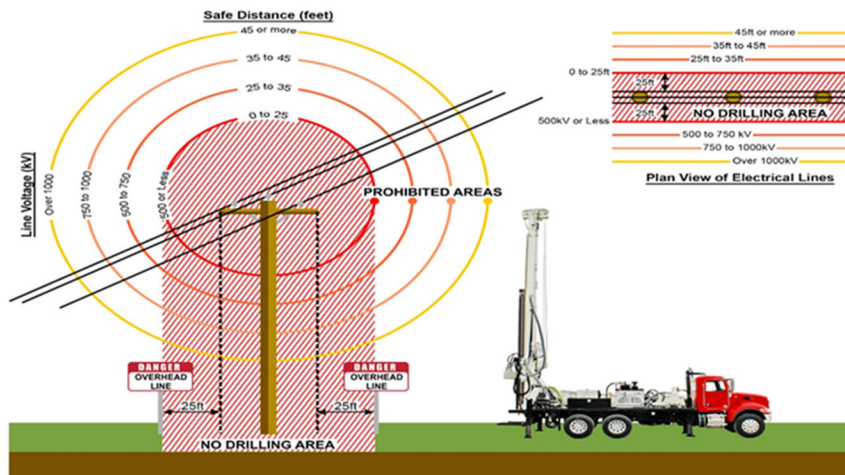 Safe Distance (feet)
45 or more
35 to 45
25 to 35
0 to 25
Line Voltage (kV)
Over 1000
750 to 1000
500 to 750
500 or Less
PROHIBITED AREAS
DANGER
OVERHEAD
LINE
DANGER
OVERHEAD
LINE
25ft
25ft
NO DRILLING AREA
45ft or more
35ft to 45ft
25ft to 35ft
0 to 25ft
25ft
NO DRILLING AREA
25ft
500kV or Less
500 to 750 kV
750 to 1000kV
Over 1000kV
Plan View of Electrical Lines